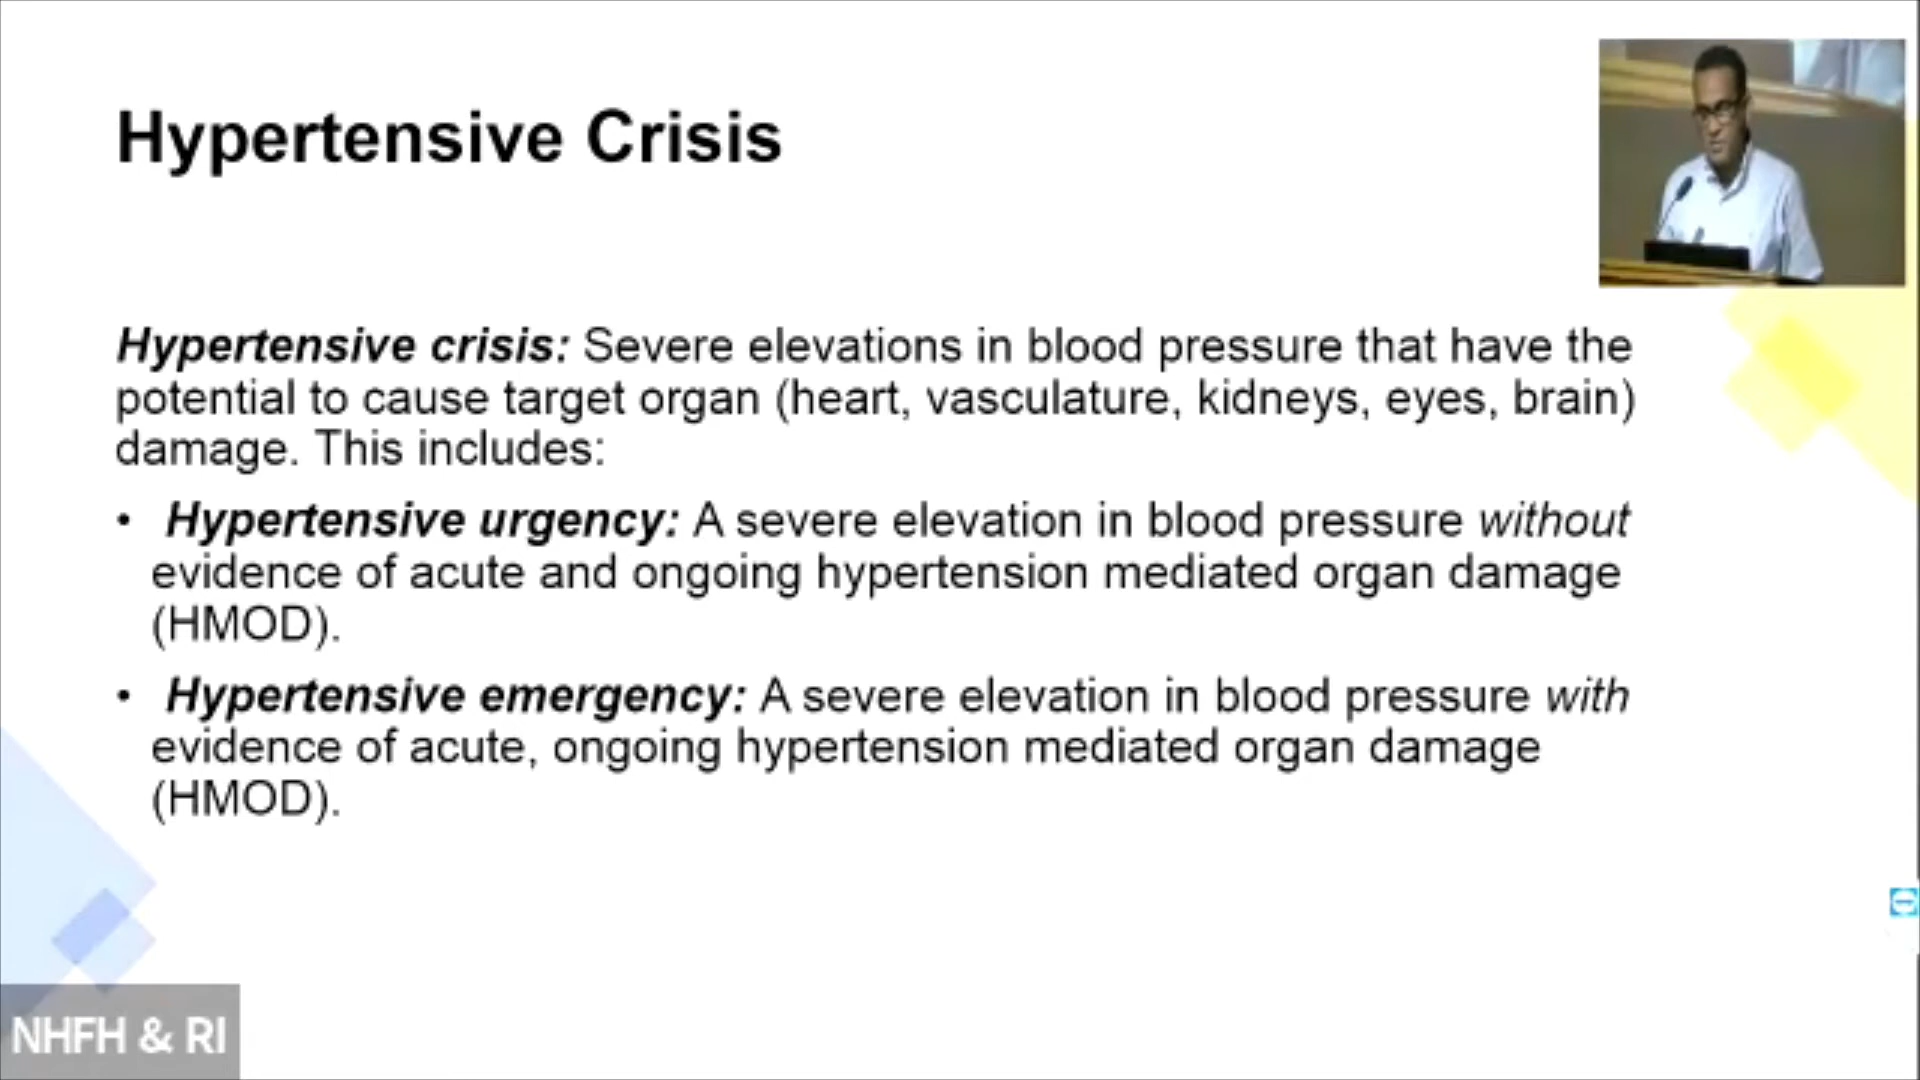 Hypertensive Crisis
Hypertensive crisis: Severe elevations in blood pressure that have the
potential to cause target organ (heart, vasculature, kidneys, eyes, brain)
damage. This includes:
• Hypertensive urgency: A severe elevation in blood pressure without
evidence of acute and ongoing hypertension mediated organ damage
(HMOD).
• Hypertensive emergency: A severe elevation in blood pressure with
evidence of acute, ongoing hypertension mediated organ damage
(HMOD).
NHFH & RI